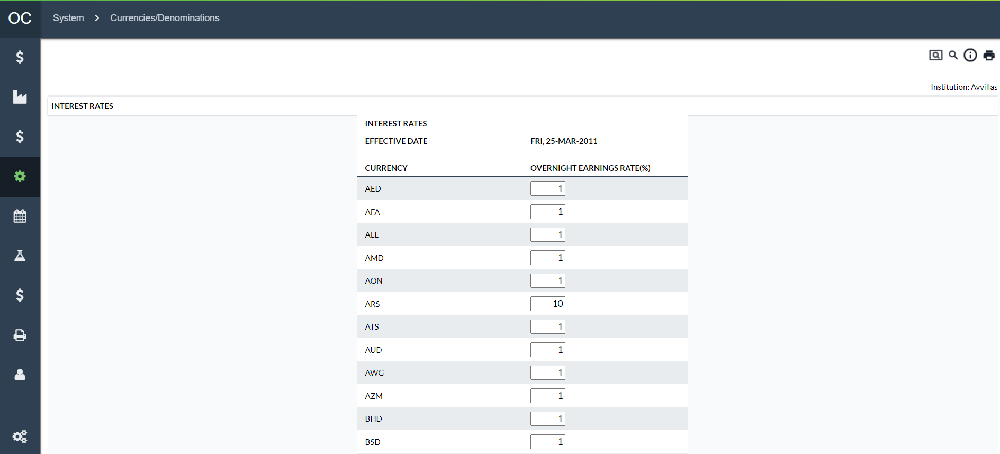 OC
System > Currencies/Denominations
Institution: Avvillas
INTEREST RATES
INTEREST RATES
EFFECTIVE DATE FRI, 25-MAR-2011
CURRENCY OVERNIGHT EARNINGS RATE(%)
AED 1
AFA 1
ALL 1
AMD 1
AON 1
ARS 10
ATS 1
AUD 1
AWG 1
AZM 1
BHD 1
BSD 1